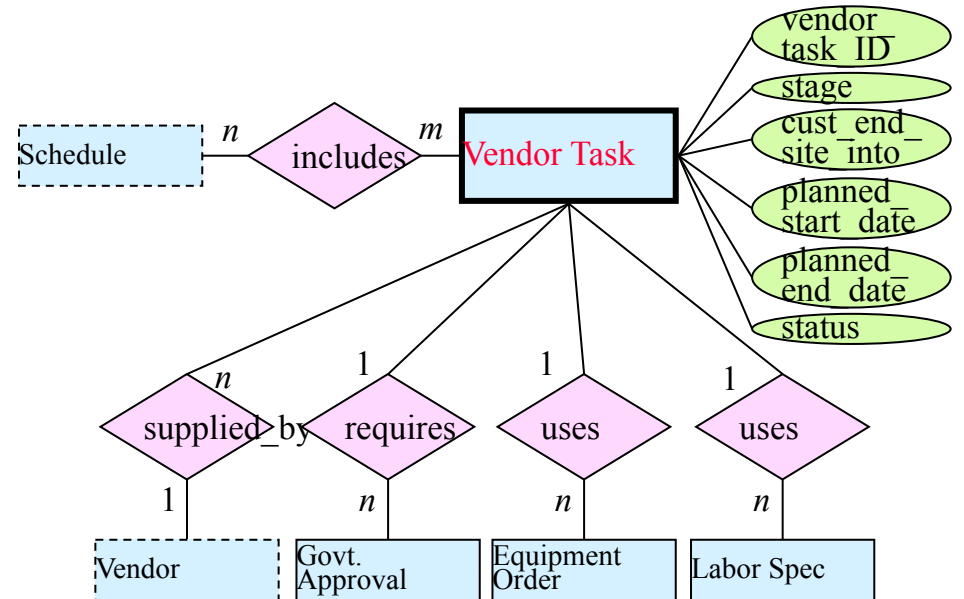 vendor_
task_ID
stage
cust_end_
site_into
planned_
start_date
planned_
end_date
status
Schedule
n
includes
m
Vendor Task
n
1
1
1
supplied_by
requires
uses
uses
1
n
n
n
Vendor
Govt.
Approval
Equipment
Order
Labor Spec